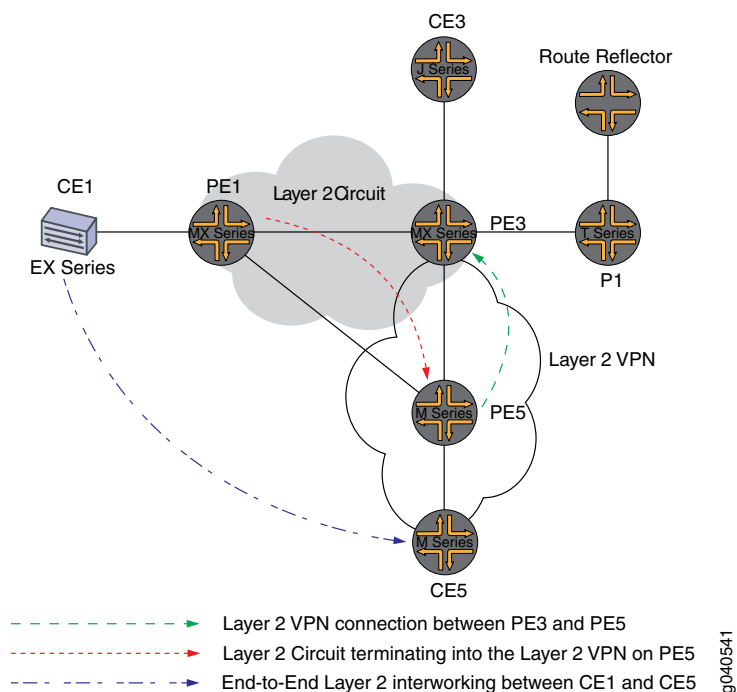 CE3
J Series
Route Reflector
CE1
PE1
Layer 2Circuit
MX Series
MX Series
PE3
T Series
EX Series
P1
Layer 2 VPN
M Series
PE5
M Series
CE5
Layer 2 VPN connection between PE3 and PE5
Layer 2 Circuit terminating into the Layer 2 VPN on PE5
End-to-End Layer 2 interworking between CE1 and CE5
g040541